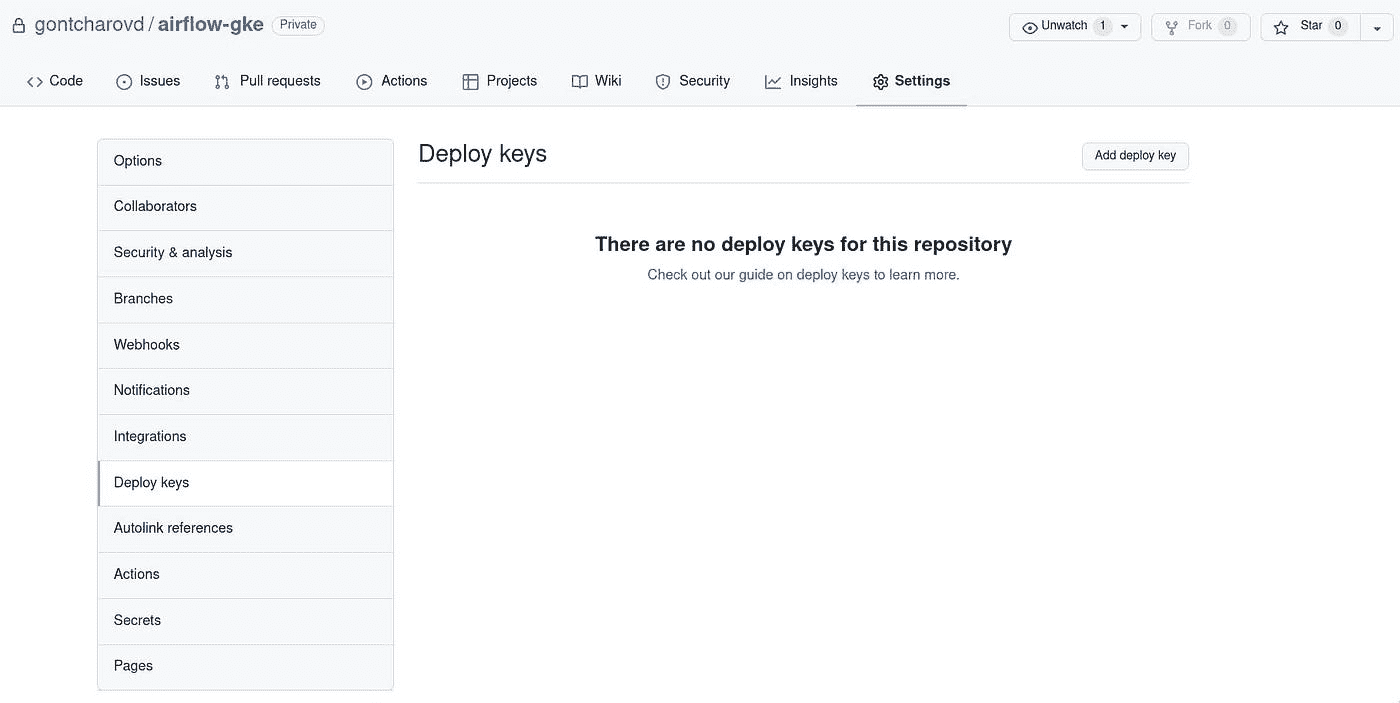 gontcharovd / airflow-gke Private Unwatch 1 Fork 0 Star 0
Code Issues Pull requests Actions Projects Wiki Security Insights Settings
Options
Collaborators
Security & analysis
Branches
Webhooks
Notifications
Integrations
Deploy keys
Autolink references
Actions
Secrets
Pages
Deploy keys Add deploy key
There are no deploy keys for this repository
Check out our guide on deploy keys to learn more.